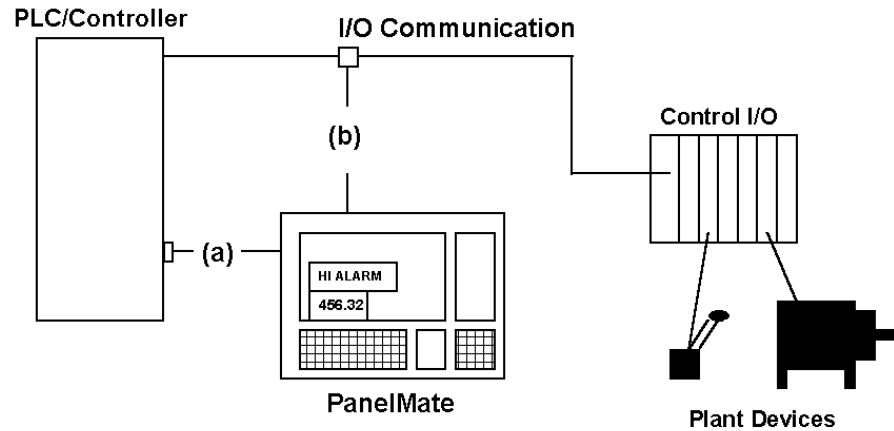 PLC/Controller
I/O Communication
Control I/O
(b)
(a)
HI ALARM
456.32
PanelMate
Plant Devices